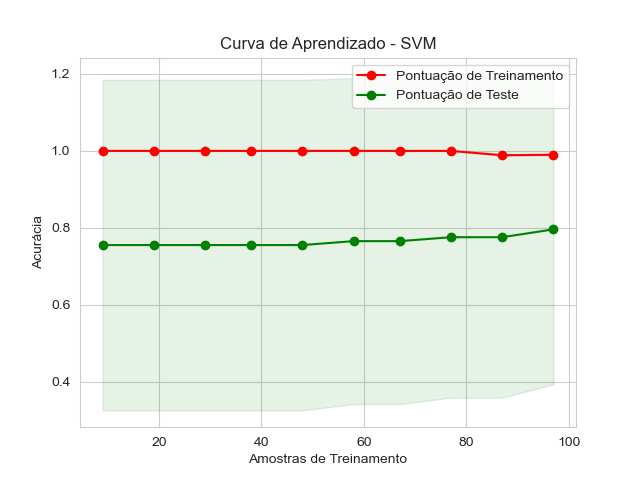 Curva de Aprendizado - SVM
Pontuação de Treinamento
Pontuação de Teste
Acurácia
1.2
1.0
0.8
0.6
0.4
20 40 60 80 100
Amostras de Treinamento